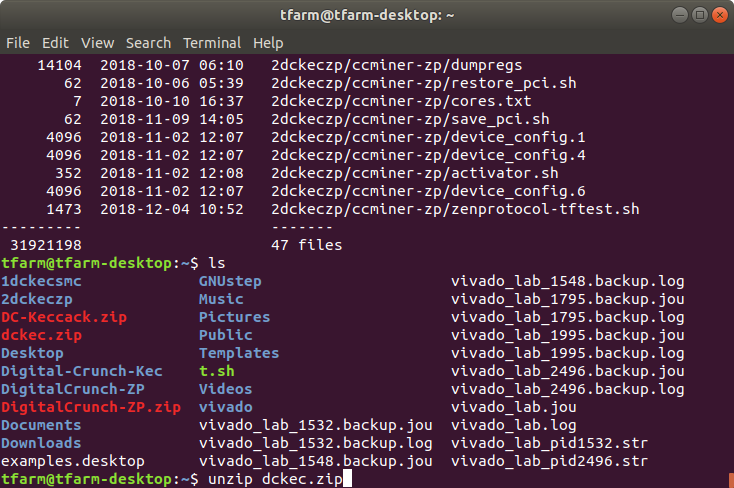 tfarm@tfarm-desktop: ~
File Edit View Search Terminal Help
14104 2018-10-07 06:10 2dckeczp/ccminer-zp/dumpregs
62 2018-10-06 05:39 2dckeczp/ccminer-zp/restore_pci.sh
7 2018-10-10 16:37 2dckeczp/ccminer-zp/cores.txt
62 2018-11-09 14:05 2dckeczp/ccminer-zp/save_pci.sh
4096 2018-11-02 12:07 2dckeczp/ccminer-zp/device_config.1
4096 2018-11-02 12:07 2dckeczp/ccminer-zp/device_config.4
352 2018-11-02 12:08 2dckeczp/ccminer-zp/activator.sh
4096 2018-11-02 12:07 2dckeczp/ccminer-zp/device_config.6
1473 2018-12-04 10:52 2dckeczp/ccminer-zp/zenprotocol-tftest.sh
--------- -------
31921198 47 files
tfarm@tfarm-desktop:~$ ls
1dckecsmc GNUstep vivado_lab_1548.backup.log
2dckeczp Music vivado_lab_1795.backup.jou
DC-Keccack.zip Pictures vivado_lab_1795.backup.log
dckec.zip Public vivado_lab_1995.backup.jou
Desktop Templates vivado_lab_1995.backup.log
Digital-Crunch-Kec t.sh vivado_lab_2496.backup.jou
DigitalCrunch-ZP Videos vivado_lab_2496.backup.log
DigitalCrunch-ZP.zip vivado vivado_lab.jou
Documents vivado_lab_1532.backup.jou vivado_lab.log
Downloads vivado_lab_1532.backup.log vivado_lab_pid1532.str
examples.desktop vivado_lab_1548.backup.jou vivado_lab_pid2496.str
tfarm@tfarm-desktop:~$ unzip dckec.zip